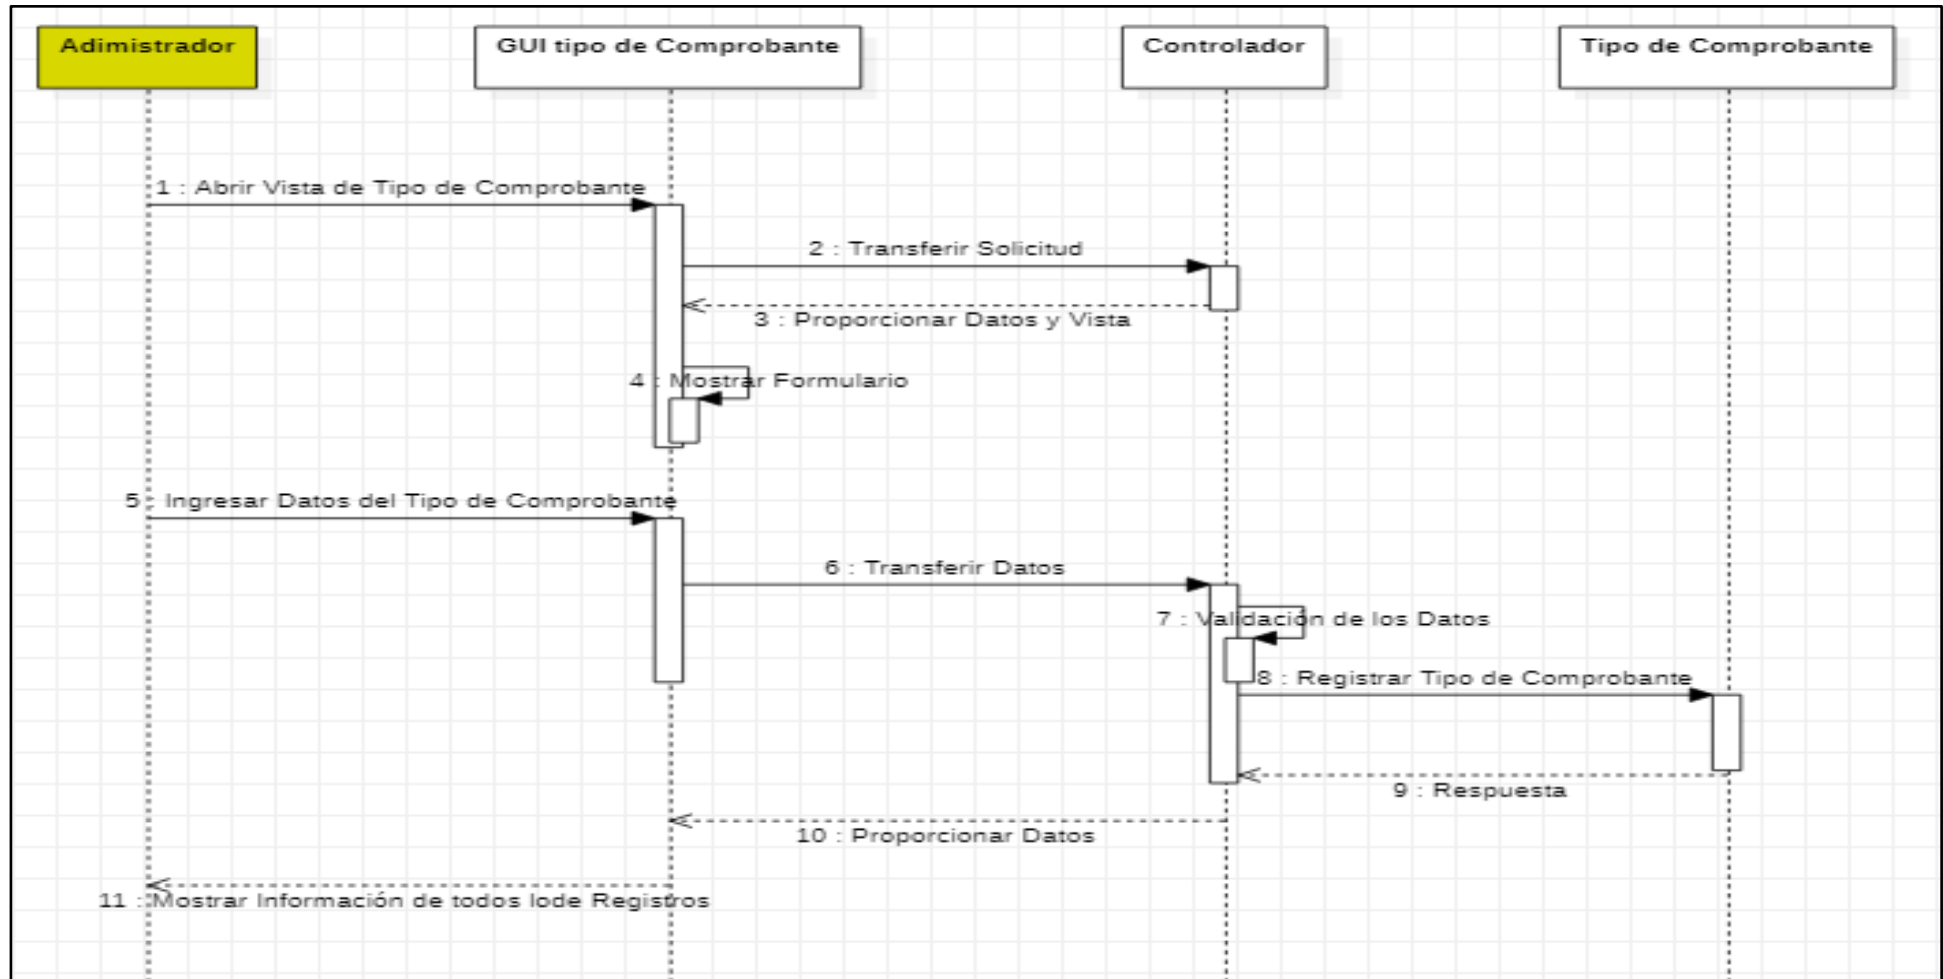 Adimistrador
GUI tipo de Comprobante
Controlador
Tipo de Comprobante
1 : Abrir Vista de Tipo de Comprobante
2 : Transferir Solicitud
3 : Proporcionar Datos y Vista
4 : Mostrar Formulario
5 : Ingresar Datos del Tipo de Comprobante
6 : Transferir Datos
7 : Validación de los Datos
8 : Registrar Tipo de Comprobante
9 : Respuesta
10 : Proporcionar Datos
11 : Mostrar Información de todos lode Registros